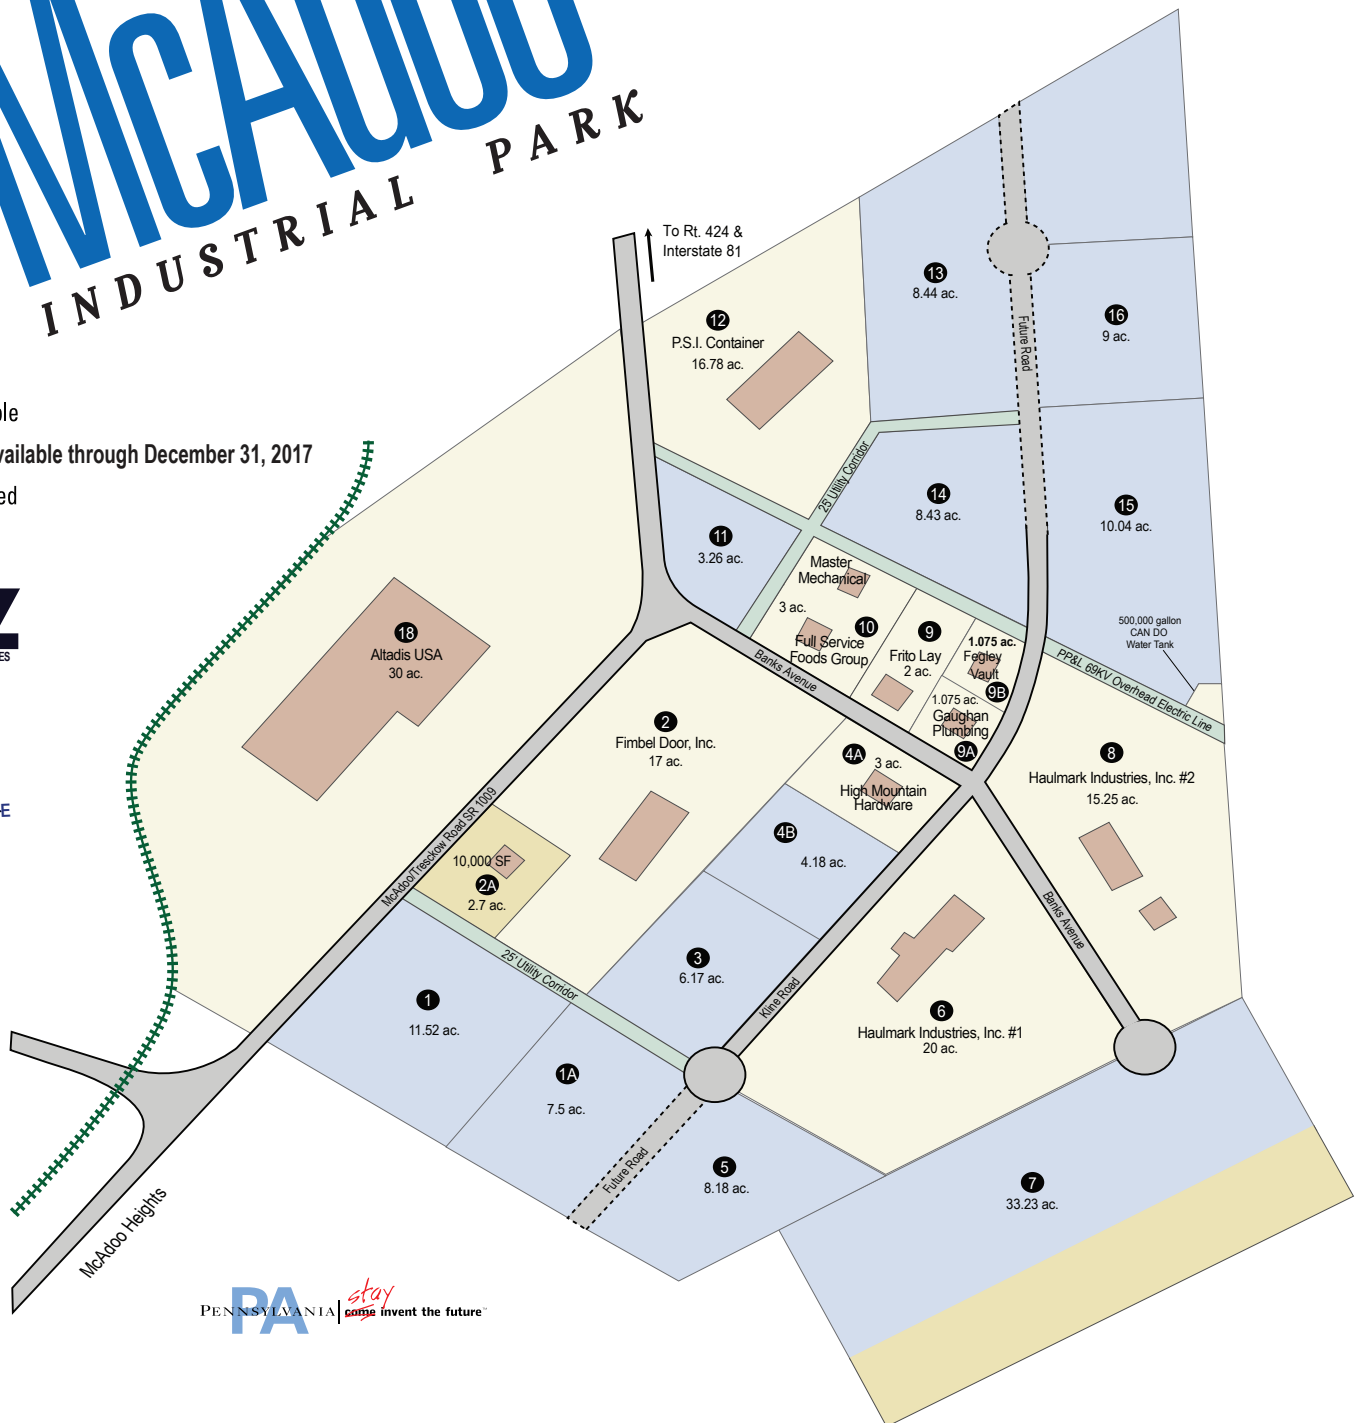 McAdoo
INDUSTRIAL PARK
To Rt. 424 &
Interstate 81
12
P.S.I. Container
16.78 ac.
13
8.44 ac.
16
9 ac.
Future Road
vailable through December 31, 2017
25' Utility Corridor
14
8.43 ac.
15
10.04 ac.
11
3.26 ac.
Master
Mechanical
3 ac.
10
Full Service
Foods Group
9
Frito Lay
2 ac.
1.075 ac.
Fegley
Vault
9B
1.075 ac.
Gaughan
Plumbing
9A
500,000 gallon
CAN DO
Water Tank
PP&L 69KV Overhead Electric Line
18
Altadis USA
30 ac.
Banks Avenue
2
Fimbel Door, Inc.
17 ac.
4A
3 ac.
High Mountain
Hardware
8
Haulmark Industries, Inc. #2
15.25 ac.
4B
4.18 ac.
McAdoo/Tresckow Road SR 1009
10,000 SF
2A
2.7 ac.
25' Utility Corridor
3
6.17 ac.
Kline Road
Banks Avenue
1
11.52 ac.
6
Haulmark Industries, Inc. #1
20 ac.
1A
7.5 ac.
Future Road
5
8.18 ac.
7
33.23 ac.
McAdoo Heights
PA
PENNSYLVANIA
stay
come invent the future™